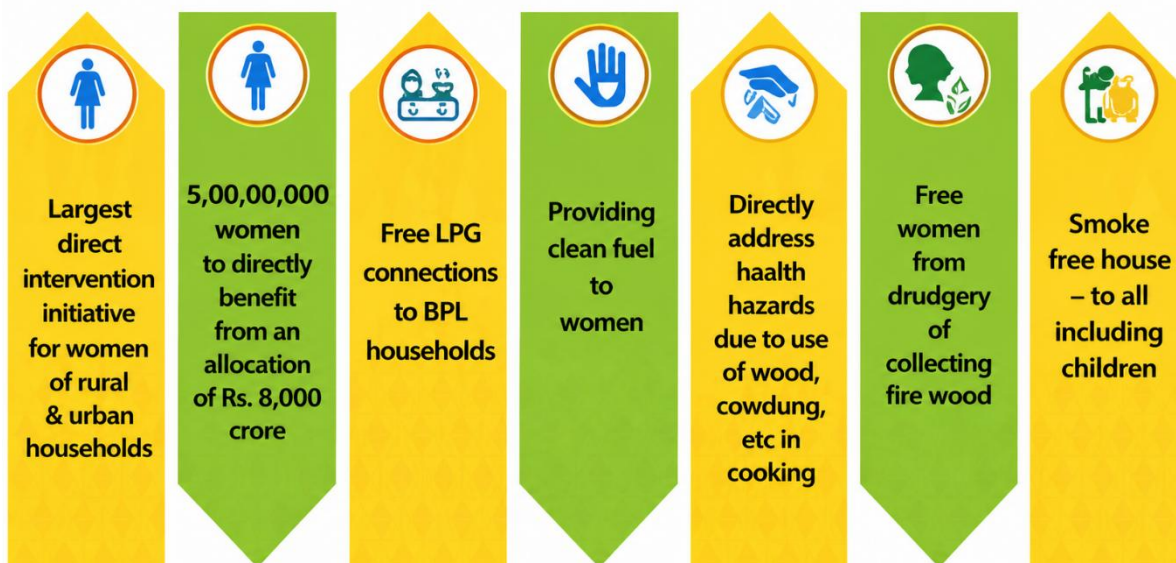 Largest
direct
intervention
initiative
for women
of rural
& urban
households
5,00,00,000
women
to directly
benefit
from an
allocation
of Rs. 8,000
crore
Free LPG
connections
to BPL
households
Providing
clean fuel
to
women
Directly
address
haalth
hazards
due to use
of wood,
cowdung,
etc in
cooking
Free
women
from
drudgery
of
collecting
fire wood
Smoke
free house
– to all
including
children